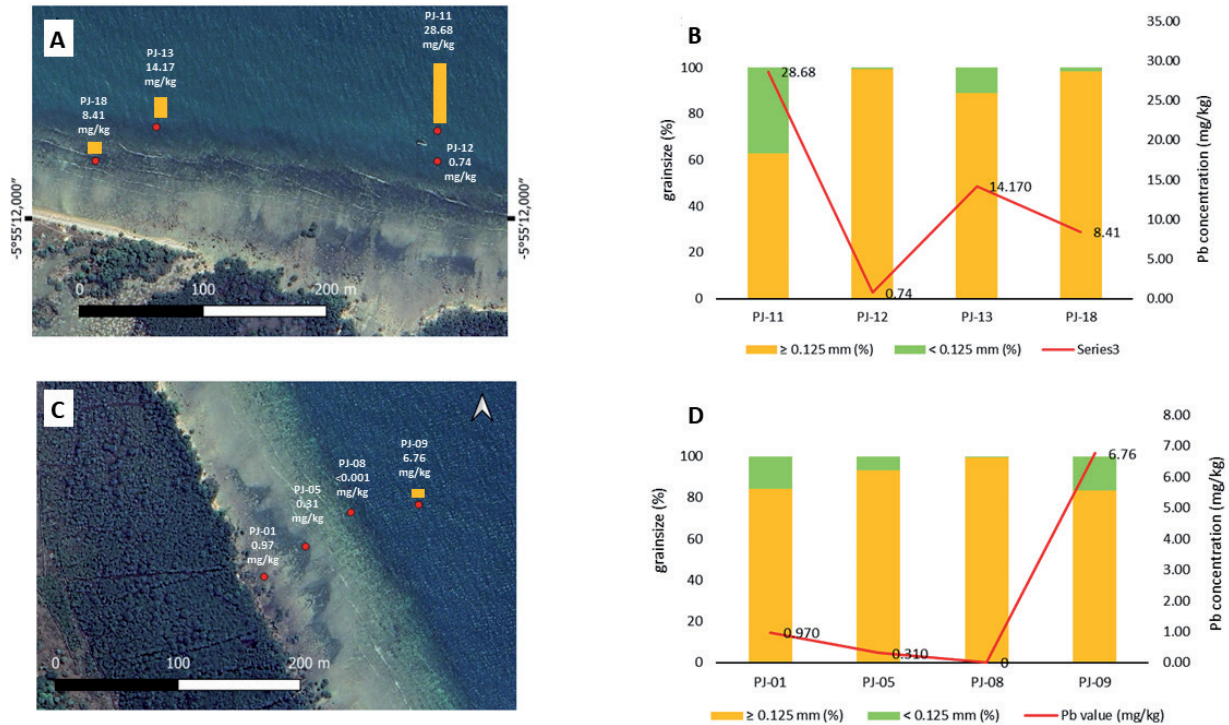 A
PJ-11
28.68
mg/kg
PJ-13
14.17
mg/kg
PJ-18
8.41
mg/kg
PJ-12
0.74
mg/kg
-5°55'12,000"
-5°55'12,000"
0 100 200 m
B
grainsize (%)
100
80
60
40
20
0
28.68
0.74
14.170
8.41
35.00
30.00
25.00
20.00
15.00
10.00
5.00
0.00
Pb concentration (mg/kg)
PJ-11 PJ-12 PJ-13 PJ-18
≥ 0.125 mm (%) < 0.125 mm (%) Series3
C
PJ-09
6.76
mg/kg
PJ-08
<0.001
mg/kg
PJ-05
0.31
mg/kg
PJ-01
0.97
mg/kg
0 100 200 m
D
grainsize (%)
100
80
60
40
20
0
0.970
0.310
0
6.76
8.00
7.00
6.00
5.00
4.00
3.00
2.00
1.00
0.00
Pb concentration (mg/kg)
PJ-01 PJ-05 PJ-08 PJ-09
≥ 0.125 mm (%) < 0.125 mm (%) Pb value (mg/kg)